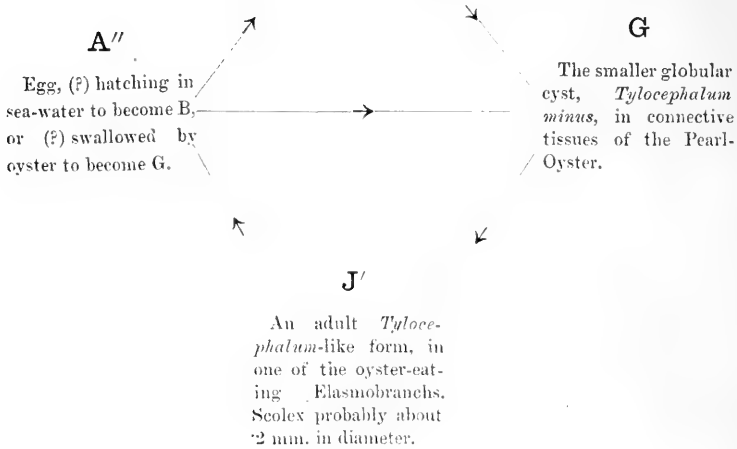 A″
Egg, (?) hatching in
sea-water to become B,
or (?) swallowed by
oyster to become G.
G
The smaller globular
cyst, Tylocephalum
minus, in connective
tissues of the Pearl-
Oyster.
J′
An adult Tyloce-
phalum-like form, in
one of the oyster-eat-
ing Elasmobranchs.
Scolex probably about
·2 mm. in diameter.